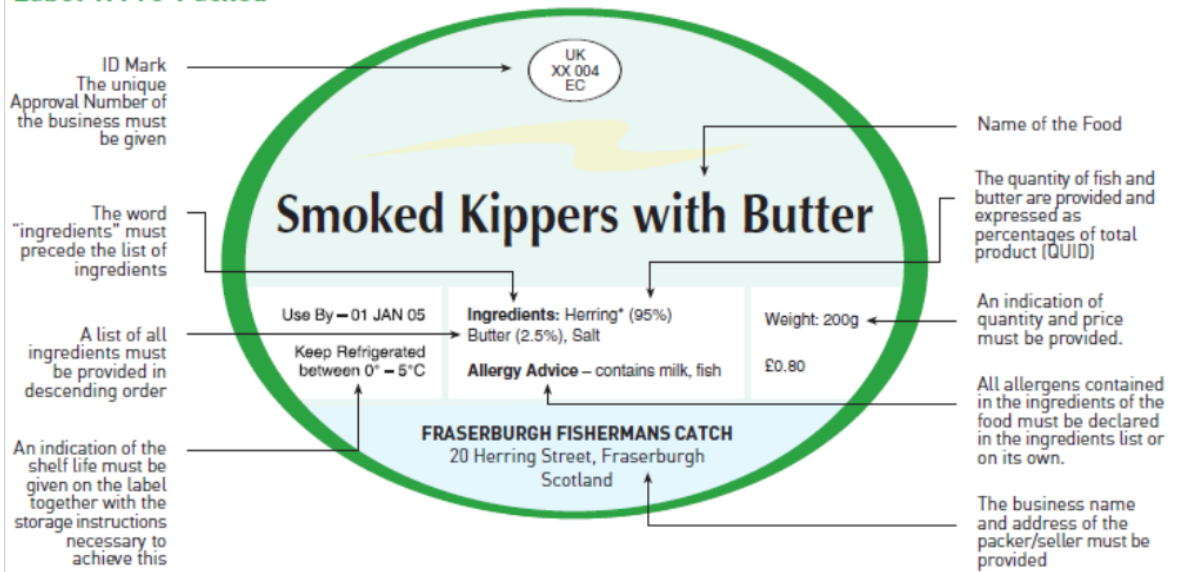 ID Mark
The unique
Approval Number of
the business must
be given
The word
"ingredients" must
precede the list of
ingredients
A list of all
ingredients must
be provided in
descending order
An indication of the
shelf life must be
given on the label
together with the
storage instructions
necessary to
achieve this
UK
XX 004
EC
Smoked Kippers with Butter
Use By – 01 JAN 05
Keep Refrigerated
between 0° – 5°C
Ingredients: Herring* (95%)
Butter (2.5%), Salt
Allergy Advice – contains milk, fish
Weight: 200g
£0.80
FRASERBURGH FISHERMANS CATCH
20 Herring Street, Fraserburgh
Scotland
Name of the Food
The quantity of fish and
butter are provided and
expressed as
percentages of total
product (QUID)
An indication of
quantity and price
must be provided.
All allergens contained
in the ingredients of the
food must be declared
in the ingredients list or
on its own.
The business name
and address of the
packer/seller must be
provided